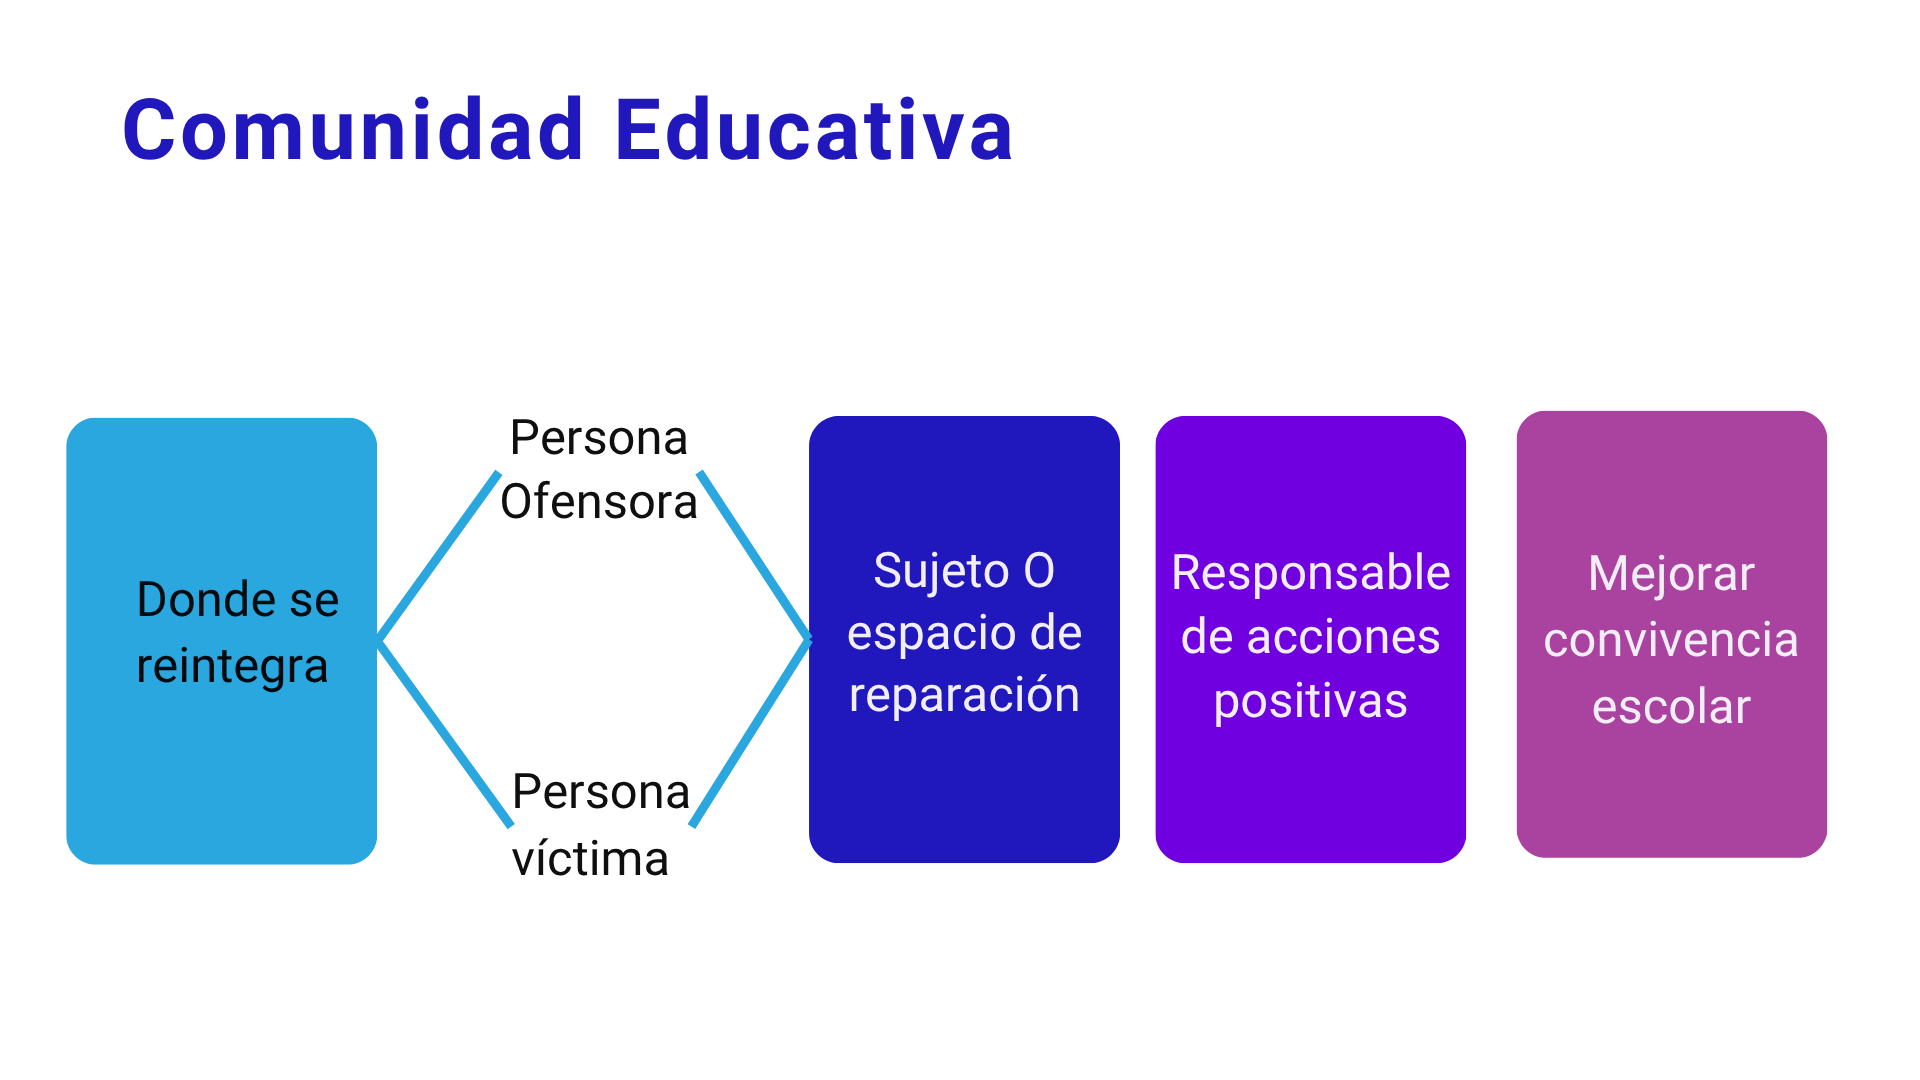 Comunidad Educativa
Donde se
reintegra
Persona
Ofensora
Persona
víctima
Sujeto O
espacio de
reparación
Responsable
de acciones
positivas
Mejorar
convivencia
escolar